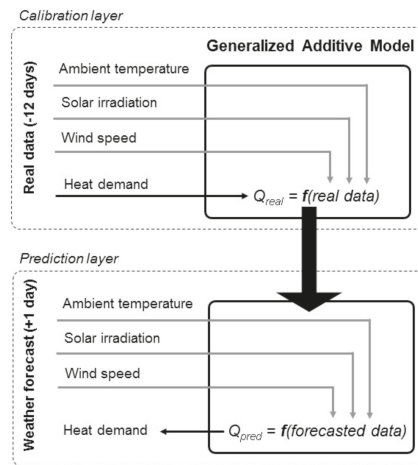 Calibration layer
Generalized Additive Model
Real data (-12 days)
Ambient temperature
Solar irradiation
Wind speed
Heat demand
Q_real = f(real data)
Prediction layer
Weather forecast (+1 day)
Ambient temperature
Solar irradiation
Wind speed
Heat demand
Q_pred = f(forecasted data)